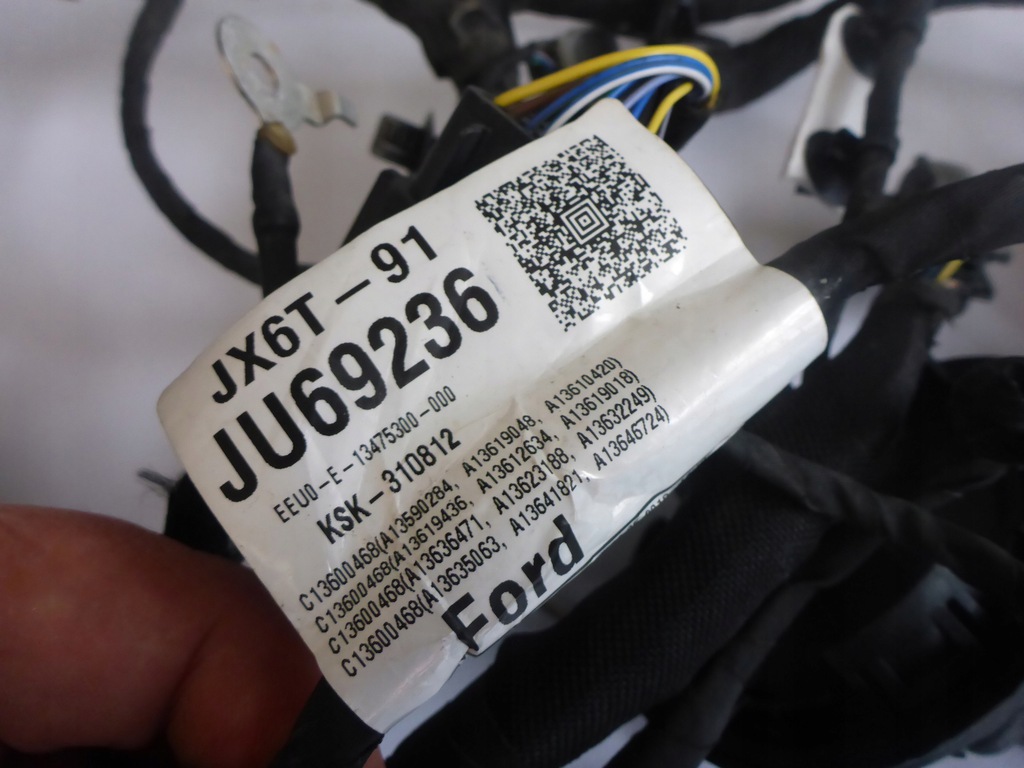 JX6T-91
JU69236
EEU0-E-13475300-000
KSK-310812
C13600468(A13590284, A13619048, A13610420)
C13600468(A13619436, A13612634, A13619018)
C13600468(A13636471, A13623188, A13632249)
C13600468(A13635063, A13641821, A13646724)
Ford